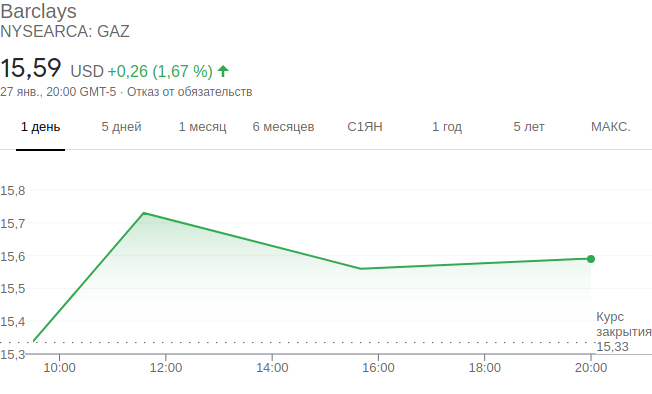 Barclays
NYSEARCA: GAZ
15,59 USD +0,26 (1,67 %)
27 янв., 20:00 GMT-5 · Отказ от обязательств
1 день 5 дней 1 месяц 6 месяцев С1ЯН 1 год 5 лет МАКС.
15,8
15,7
15,6
15,5
15,4
15,3
Курс
закрытия
15,33
10:00 12:00 14:00 16:00 18:00 20:00